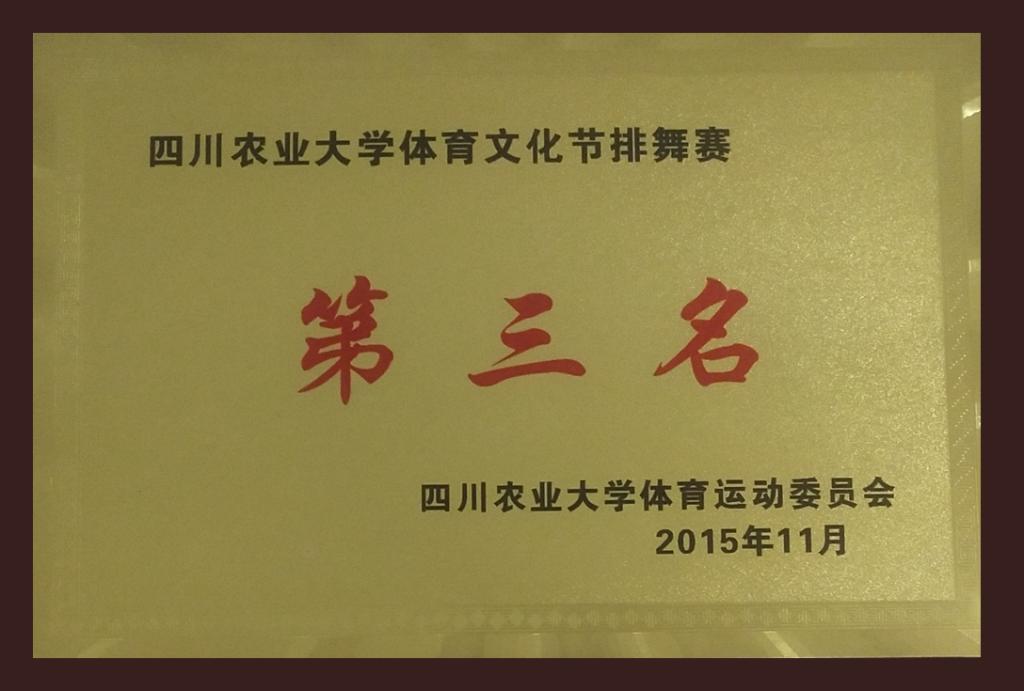 四川农业大学体育文化节排舞赛
第三名
四川农业大学体育运动委员会
2015年11月